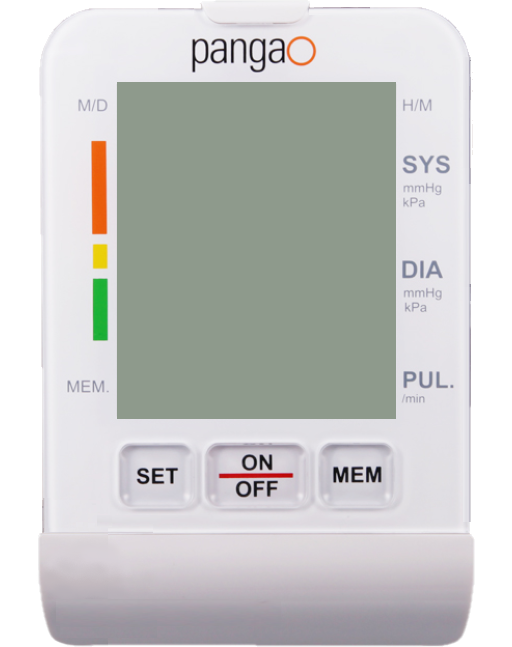 pangao
M/D
H/M
SYS
mmHg
kPa
DIA
mmHg
kPa
MEM.
PUL.
/min
SET
ON
OFF
MEM